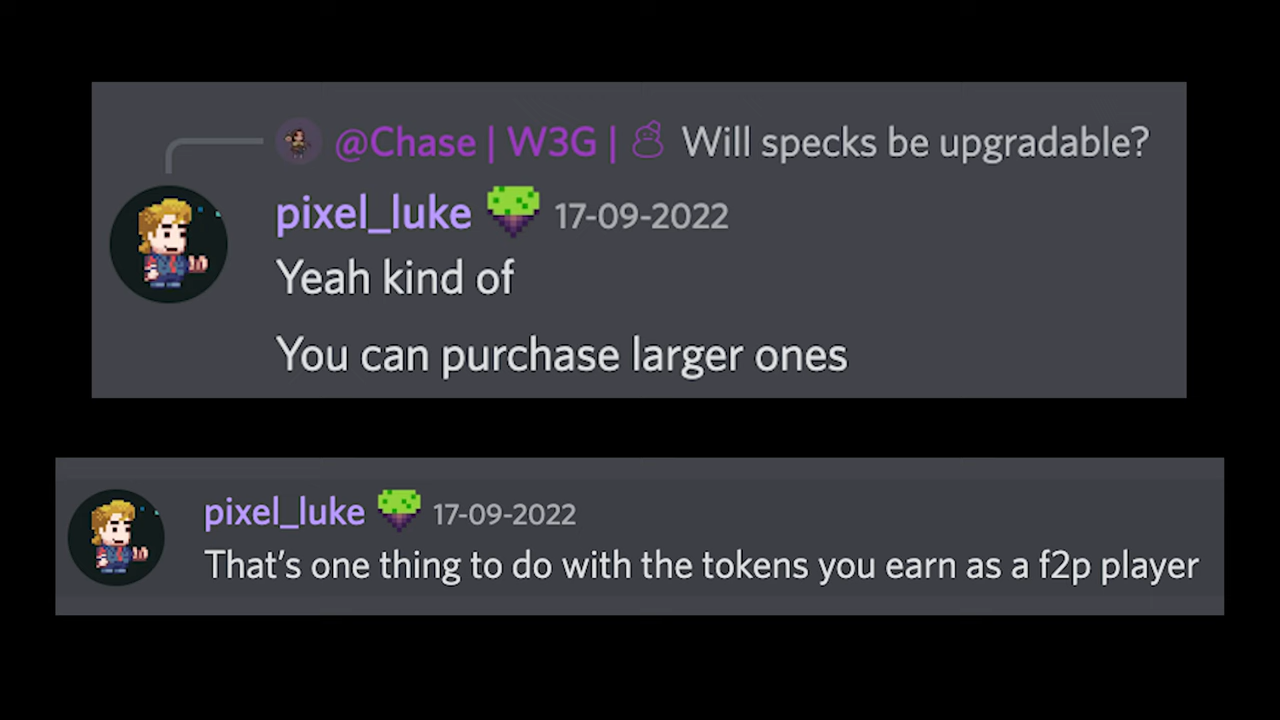 @Chase | W3G | Will specks be upgradable?
pixel_luke 17-09-2022
Yeah kind of
You can purchase larger ones
pixel_luke 17-09-2022
That's one thing to do with the tokens you earn as a f2p player